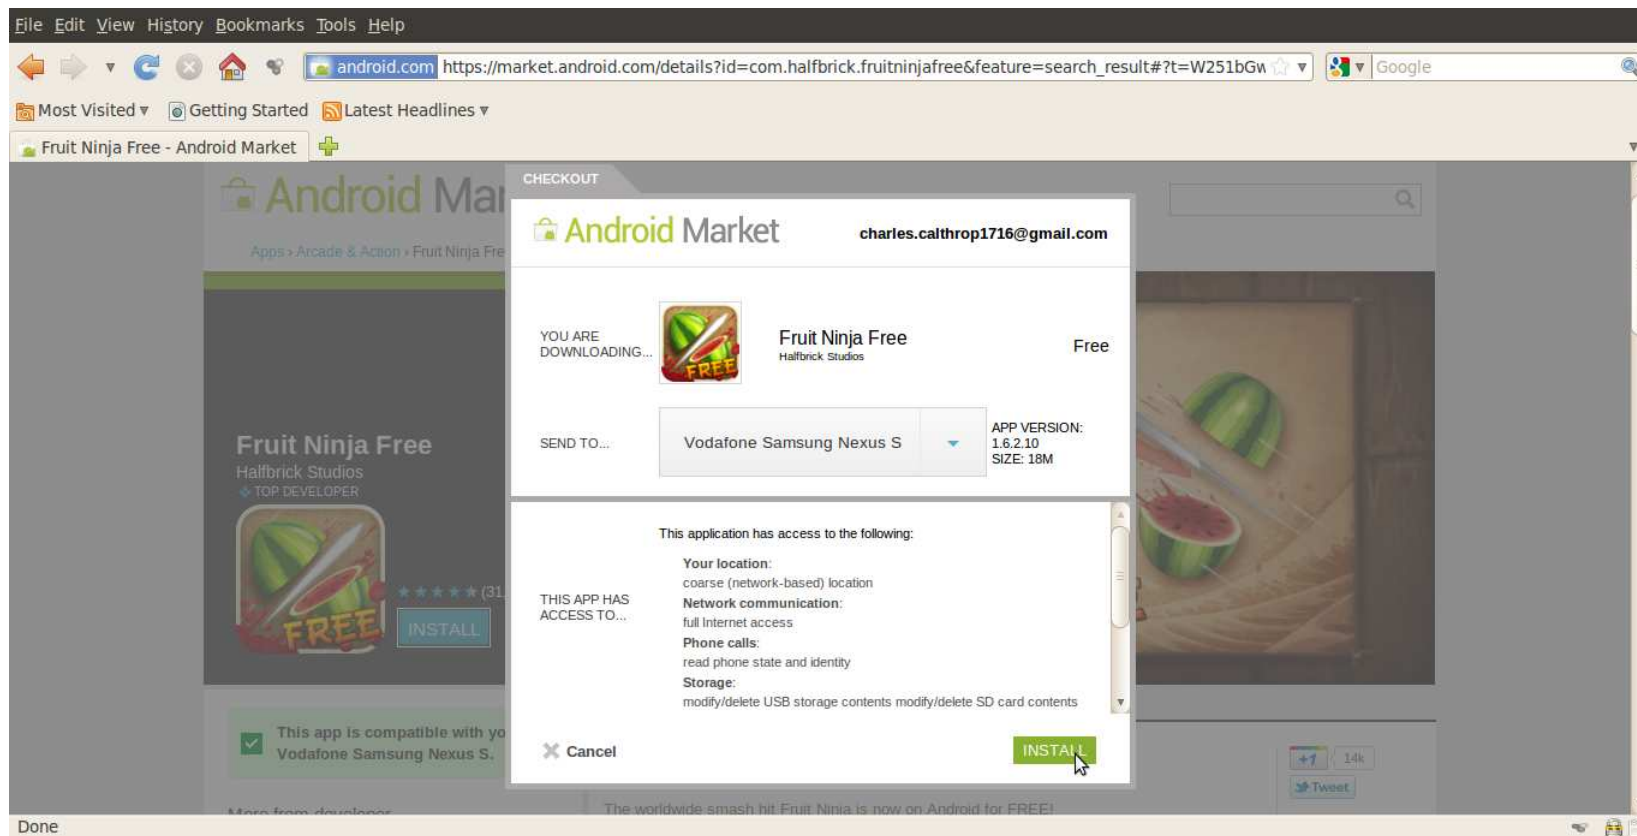 File Edit View History Bookmarks Tools Help
android.com https://market.android.com/details?id=com.halfbrick.fruitninjafree&feature=search_result#?t=W251bGw
Google
Most Visited Getting Started Latest Headlines
Fruit Ninja Free - Android Market
CHECKOUT
Android Mar
Android Market charles.calthrop1716@gmail.com
Apps › Arcade & Action › Fruit Ninja Fre
YOU ARE
DOWNLOADING...
FREE
Fruit Ninja Free
Halfbrick Studios
Free
SEND TO...
Vodafone Samsung Nexus S
APP VERSION:
1.6.2.10
SIZE: 18M
Fruit Ninja Free
Halfbrick Studios
TOP DEVELOPER
FREE
(31,
INSTALL
This application has access to the following:
THIS APP HAS
ACCESS TO...
Your location:
coarse (network-based) location
Network communication:
full Internet access
Phone calls:
read phone state and identity
Storage:
modify/delete USB storage contents modify/delete SD card contents
Cancel
INSTALL
This app is compatible with yo
Vodafone Samsung Nexus S.
+1 14k
Tweet
More from developer
The worldwide smash hit Fruit Ninja is now on Android for FREE!
Done